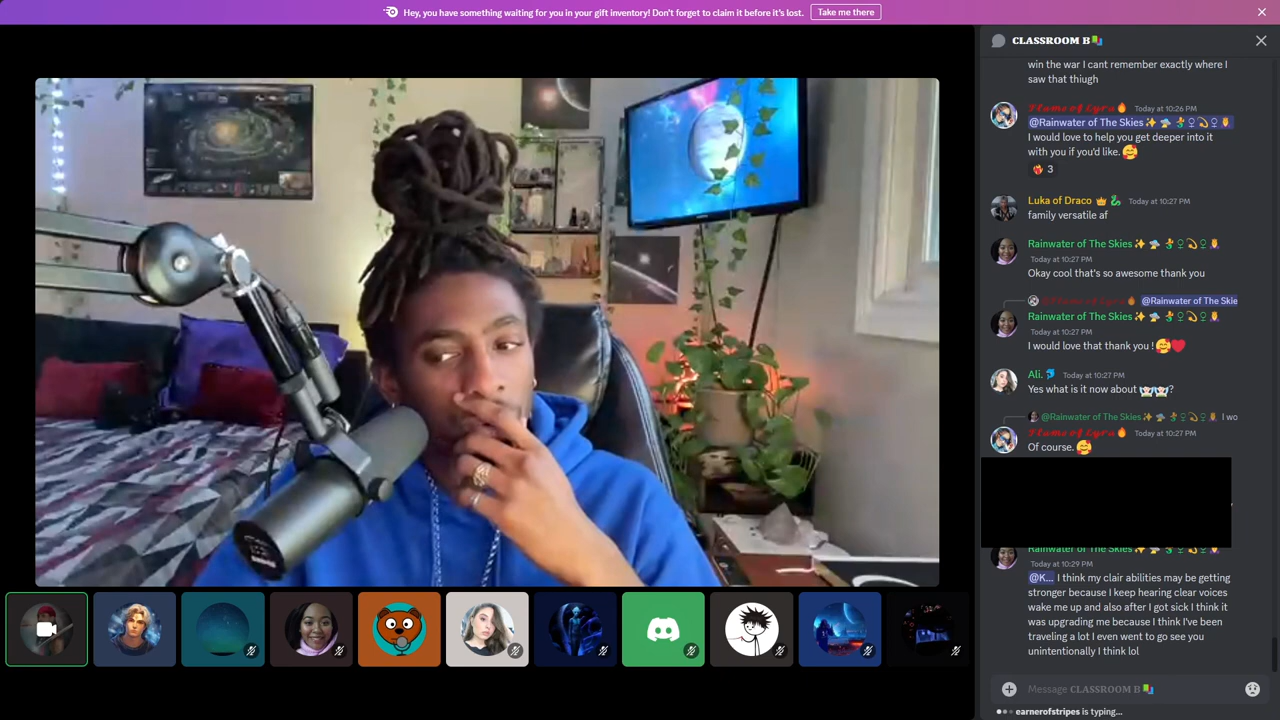 Hey, you have something waiting for you in your gift inventory! Don't forget to claim it before it's lost.
Take me there
CLASSROOM B
win the war I cant remember exactly where I
saw that thiugh
Flame of Lyra Today at 10:26 PM
@Rainwater of The Skies
I would love to help you get deeper into it
with you if you'd like.
3
Luka of Draco Today at 10:27 PM
family versatile af
Rainwater of The Skies
Today at 10:27 PM
Okay cool that's so awesome thank you
@Flame of Lyra @Rainwater of The Skie
Rainwater of The Skies
Today at 10:27 PM
I would love that thank you !
Ali. Today at 10:27 PM
Yes what is it now about ?
@Rainwater of The Skies I wo
Flame of Lyra Today at 10:27 PM
Of course.
Rainwater of The Skies
Today at 10:29 PM
@K... I think my clair abilities may be getting
stronger because I keep hearing clear voices
wake me up and also after I got sick I think it
was upgrading me because I think I've been
traveling a lot I even went to go see you
unintentionally I think lol
Message CLASSROOM B
earnerofstripes is typing...